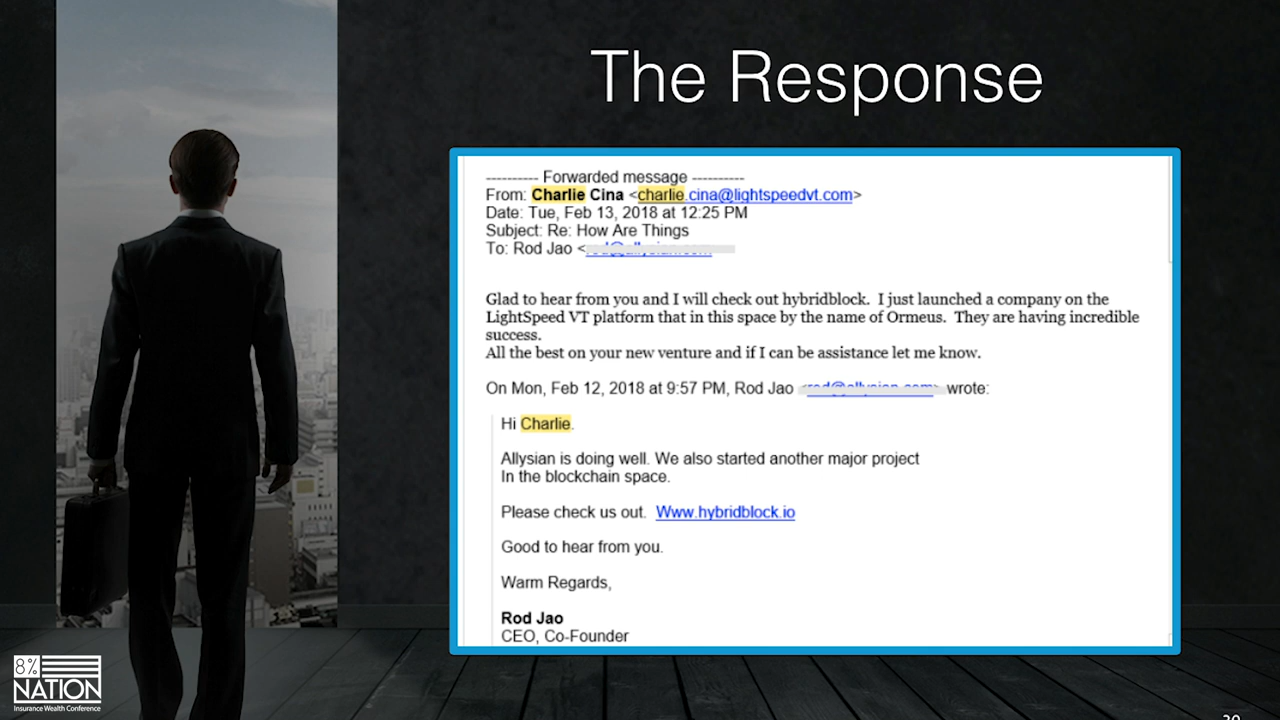 The Response
---------- Forwarded message ----------
From: Charlie Cina <charlie.cina@lightspeedvt.com>
Date: Tue, Feb 13, 2018 at 12:25 PM
Subject: Re: How Are Things
To: Rod Jao <
Glad to hear from you and I will check out hybridblock. I just launched a company on the
LightSpeed VT platform that in this space by the name of Ormeus. They are having incredible
success.
All the best on your new venture and if I can be assistance let me know.
On Mon, Feb 12, 2018 at 9:57 PM, Rod Jao wrote:
Hi Charlie.
Allysian is doing well. We also started another major project
In the blockchain space.
Please check us out. Www.hybridblock.io
Good to hear from you.
Warm Regards,
Rod Jao
CEO, Co-Founder
8%
NATION
Insurance Wealth Conference